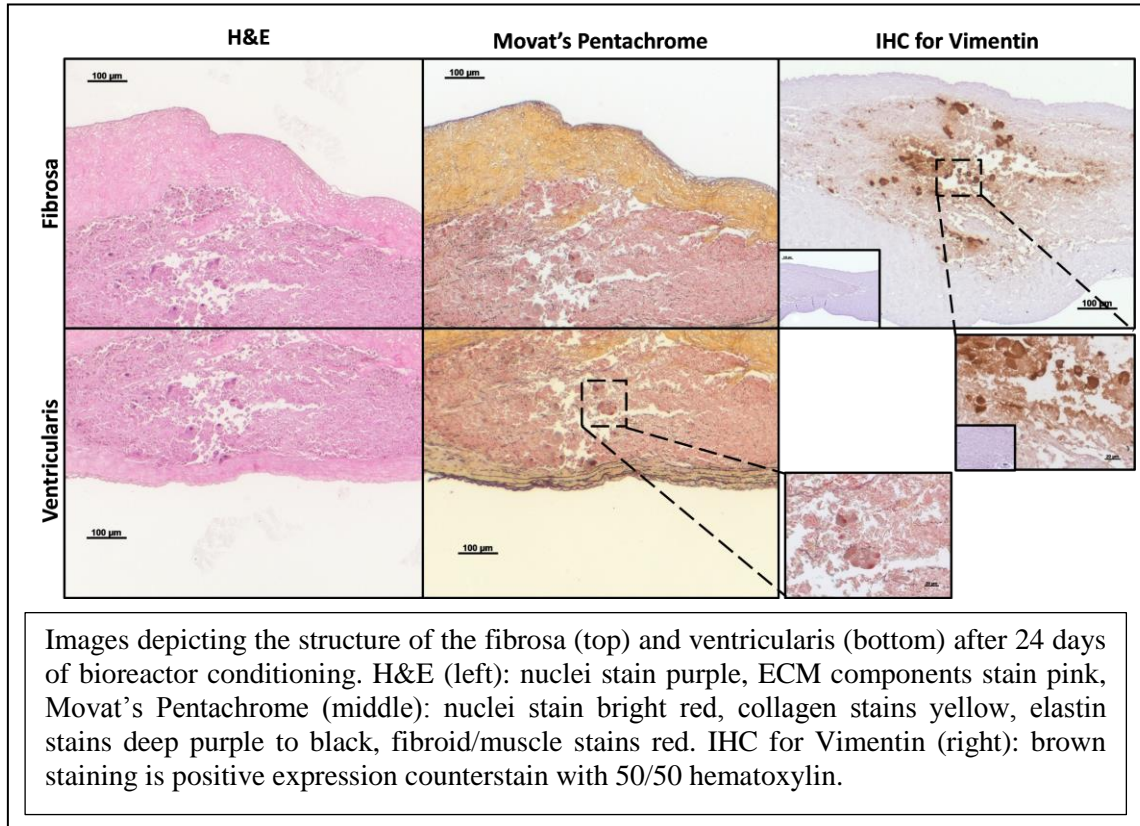 H&E
Movat's Pentachrome
IHC for Vimentin
Fibrosa
100 µm
100 µm
100 µm
Ventricularis
100 µm
100 µm
Images depicting the structure of the fibrosa (top) and ventricularis (bottom) after 24 days
of bioreactor conditioning. H&E (left): nuclei stain purple, ECM components stain pink,
Movat's Pentachrome (middle): nuclei stain bright red, collagen stains yellow, elastin
stains deep purple to black, fibroid/muscle stains red. IHC for Vimentin (right): brown
staining is positive expression counterstain with 50/50 hematoxylin.